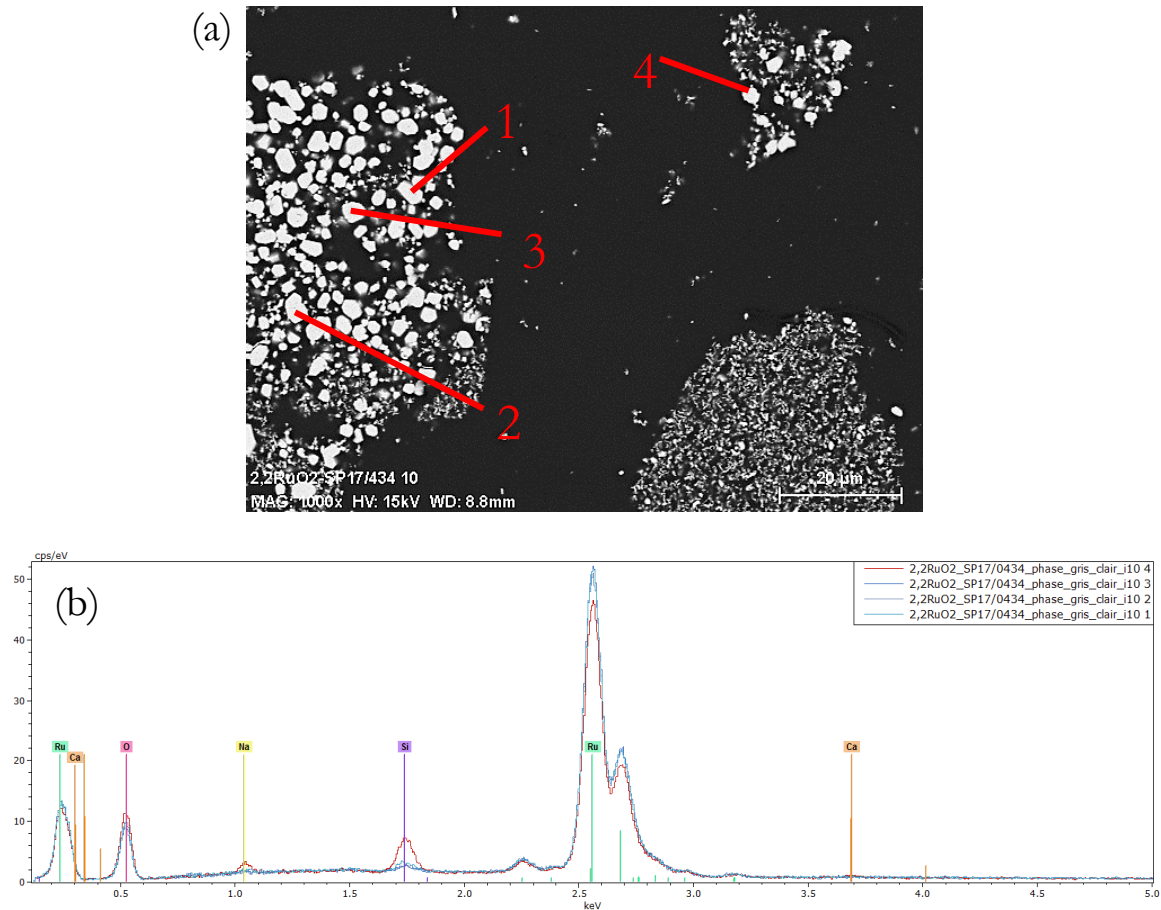 (a)
4
1
3
2
2,2RuO2-SP17/434 10
MAG: 1000x HV: 15kV WD: 8.8mm
20 µm
cps/eV
(b)
2,2RuO2_SP17/0434_phase_gris_clair_i10 4
2,2RuO2_SP17/0434_phase_gris_clair_i10 3
2,2RuO2_SP17/0434_phase_gris_clair_i10 2
2,2RuO2_SP17/0434_phase_gris_clair_i10 1
50
40
30
20
10
0
Ru Ca O Na Si Ru Ca
0.5 1.0 1.5 2.0 2.5 3.0 3.5 4.0 4.5 5.0
keV